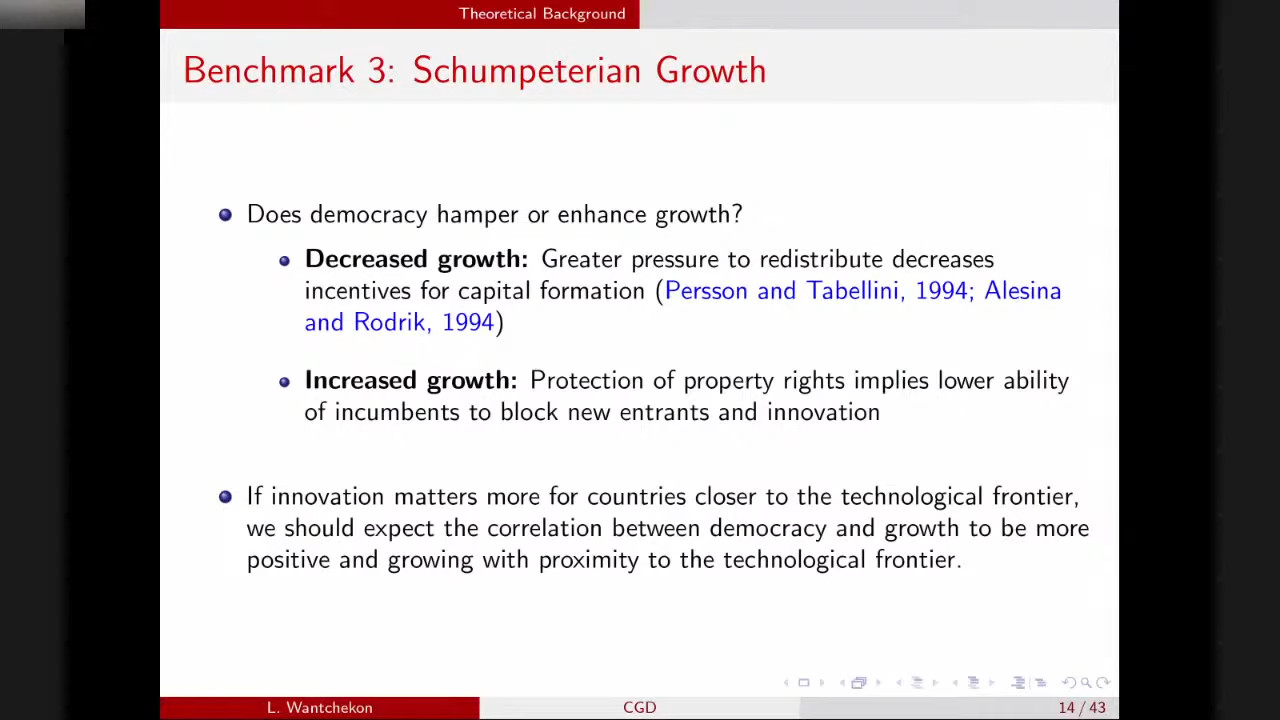 Theoretical Background
Benchmark 3: Schumpeterian Growth
Does democracy hamper or enhance growth?
Decreased growth: Greater pressure to redistribute decreases
incentives for capital formation (Persson and Tabellini, 1994; Alesina
and Rodrik, 1994)
Increased growth: Protection of property rights implies lower ability
of incumbents to block new entrants and innovation
If innovation matters more for countries closer to the technological frontier,
we should expect the correlation between democracy and growth to be more
positive and growing with proximity to the technological frontier.
L. Wantchekon CGD 14 / 43